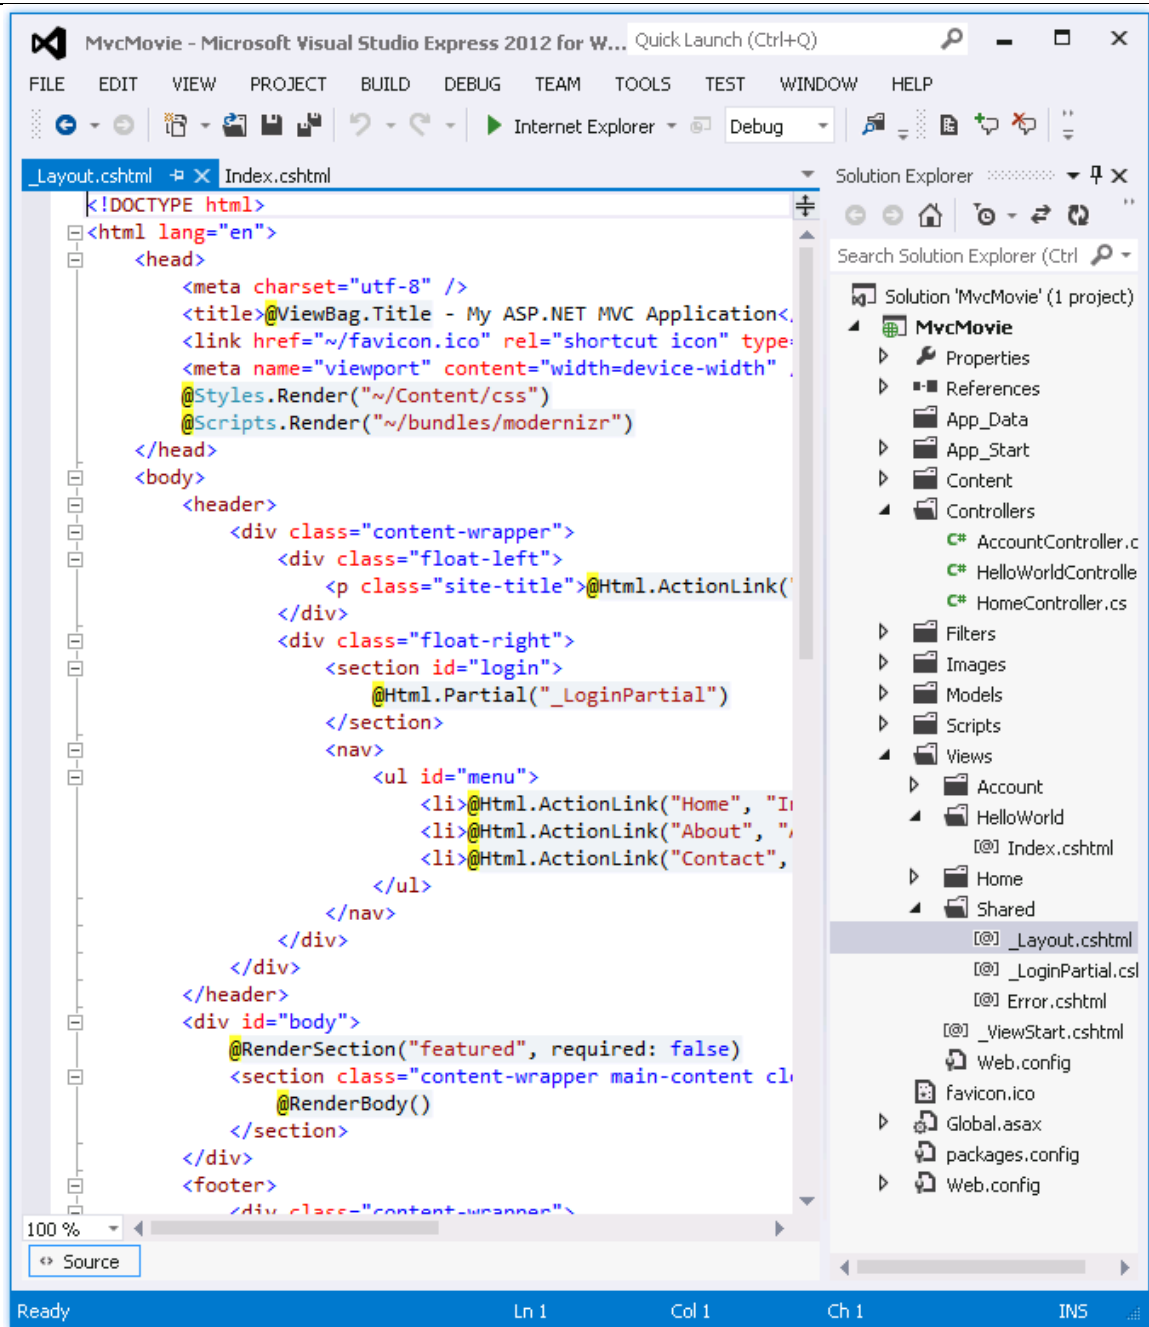 MvcMovie - Microsoft Visual Studio Express 2012 for W... Quick Launch (Ctrl+Q)
FILE EDIT VIEW PROJECT BUILD DEBUG TEAM TOOLS TEST WINDOW HELP
Internet Explorer Debug
_Layout.cshtml Index.cshtml
<!DOCTYPE html>
<html lang="en">
<head>
<meta charset="utf-8" />
<title>@ViewBag.Title - My ASP.NET MVC Application<
<link href="~/favicon.ico" rel="shortcut icon" type=
<meta name="viewport" content="width=device-width"
@Styles.Render("~/Content/css")
@Scripts.Render("~/bundles/modernizr")
</head>
<body>
<header>
<div class="content-wrapper">
<div class="float-left">
<p class="site-title">@Html.ActionLink(
</div>
<div class="float-right">
<section id="login">
@Html.Partial("_LoginPartial")
</section>
<nav>
<ul id="menu">
<li>@Html.ActionLink("Home", "I
<li>@Html.ActionLink("About", "
<li>@Html.ActionLink("Contact",
</ul>
</nav>
</div>
</div>
</header>
<div id="body">
@RenderSection("featured", required: false)
<section class="content-wrapper main-content cl
@RenderBody()
</section>
</div>
<footer>
<div class="content-wrapper">
100 %
Source
Solution Explorer
Search Solution Explorer (Ctrl
Solution 'MvcMovie' (1 project)
MvcMovie
Properties
References
App_Data
App_Start
Content
Controllers
C# AccountController.c
C# HelloWorldControlle
C# HomeController.cs
Filters
Images
Models
Scripts
Views
Account
HelloWorld
[@] Index.cshtml
Home
Shared
[@] _Layout.cshtml
[@] _LoginPartial.csl
[@] Error.cshtml
[@] _ViewStart.cshtml
Web.config
favicon.ico
Global.asax
packages.config
Web.config
Ready Ln 1 Col 1 Ch 1 INS